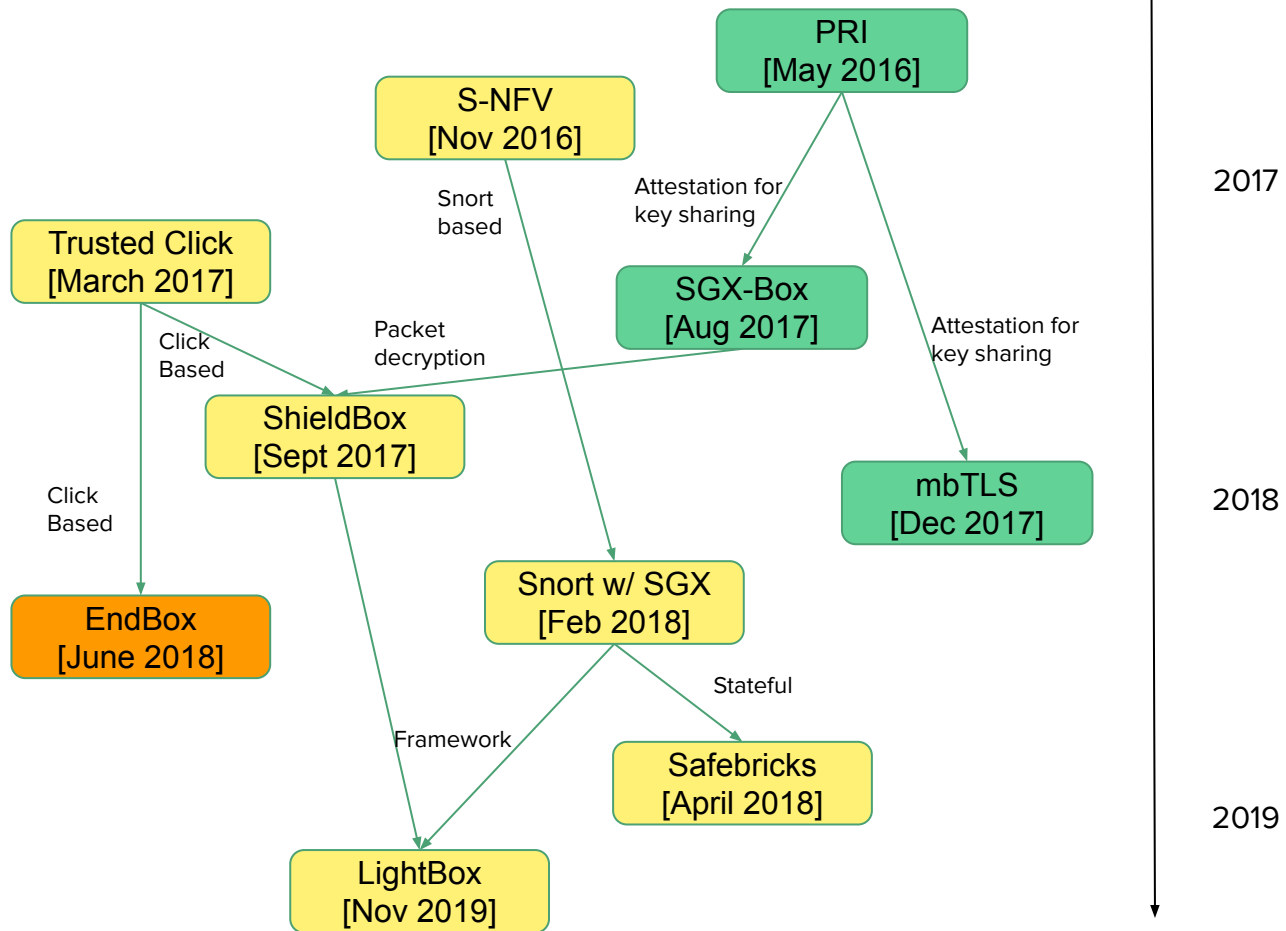 PRI
[May 2016]
S-NFV
[Nov 2016]
2017
Attestation for
key sharing
Snort
based
Trusted Click
[March 2017]
SGX-Box
[Aug 2017]
Attestation for
key sharing
Click
Based
Packet
decryption
ShieldBox
[Sept 2017]
mbTLS
[Dec 2017]
2018
Click
Based
Snort w/ SGX
[Feb 2018]
EndBox
[June 2018]
Stateful
Framework
Safebricks
[April 2018]
2019
LightBox
[Nov 2019]